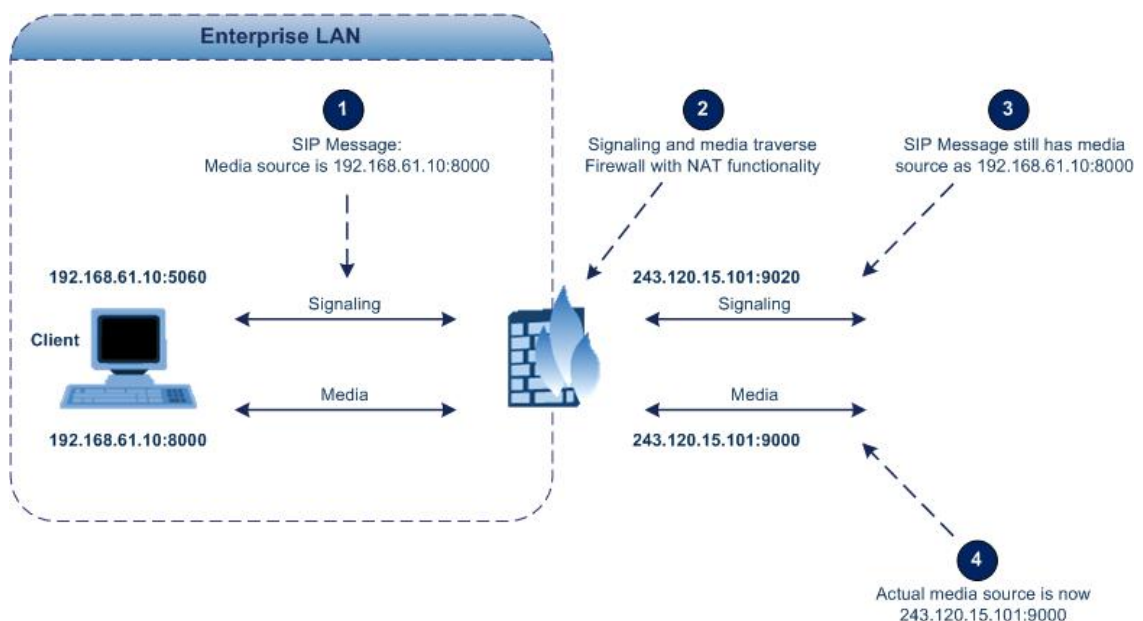 Enterprise LAN
1
SIP Message:
Media source is 192.168.61.10:8000
2
Signaling and media traverse
Firewall with NAT functionality
3
SIP Message still has media
source as 192.168.61.10:8000
192.168.61.10:5060
Signaling
Client
Media
192.168.61.10:8000
243.120.15.101:9020
Signaling
Media
243.120.15.101:9000
4
Actual media source is now
243.120.15.101:9000